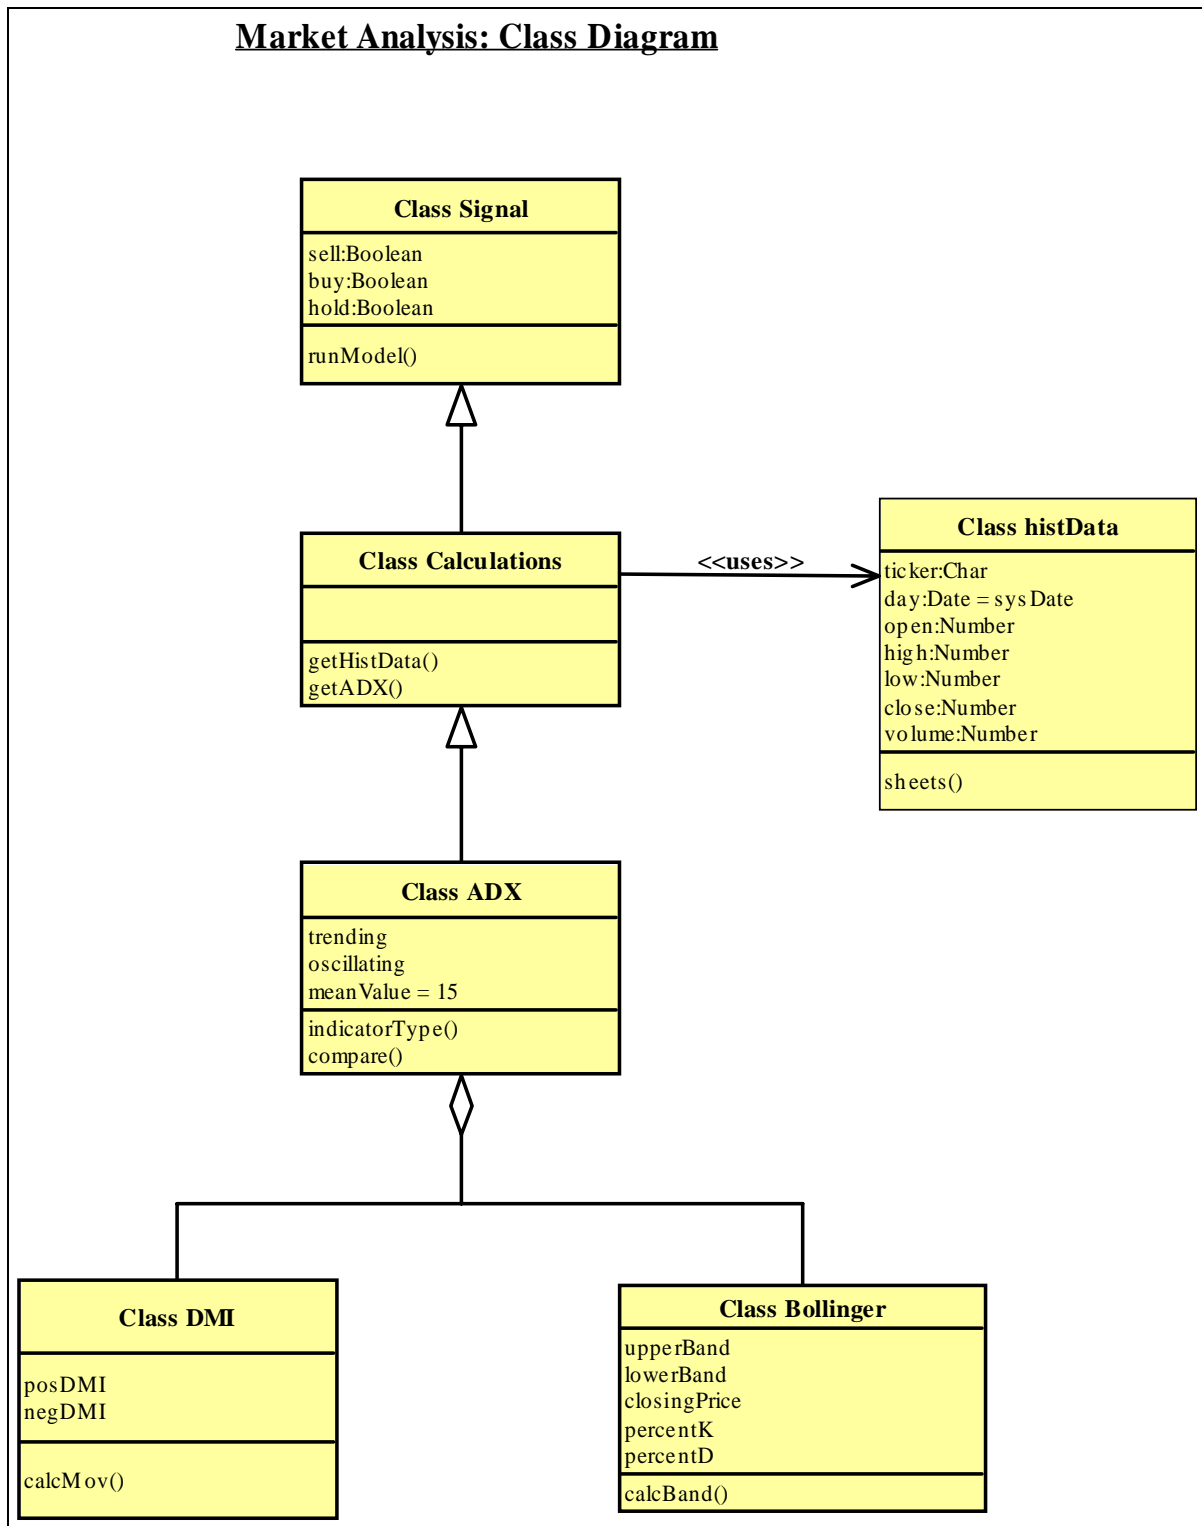 Market Analysis: Class Diagram
Class Signal
sell:Boolean
buy:Boolean
hold:Boolean
runModel()
Class Calculations
getHistData()
getADX()
<<uses>>
Class histData
ticker:Char
day:Date = sysDate
open:Number
high:Number
low:Number
close:Number
volume:Number
sheets()
Class ADX
trending
oscillating
meanValue = 15
indicatorType()
compare()
Class DMI
posDMI
negDMI
calcMov()
Class Bollinger
upperBand
lowerBand
closingPrice
percentK
percentD
calcBand()